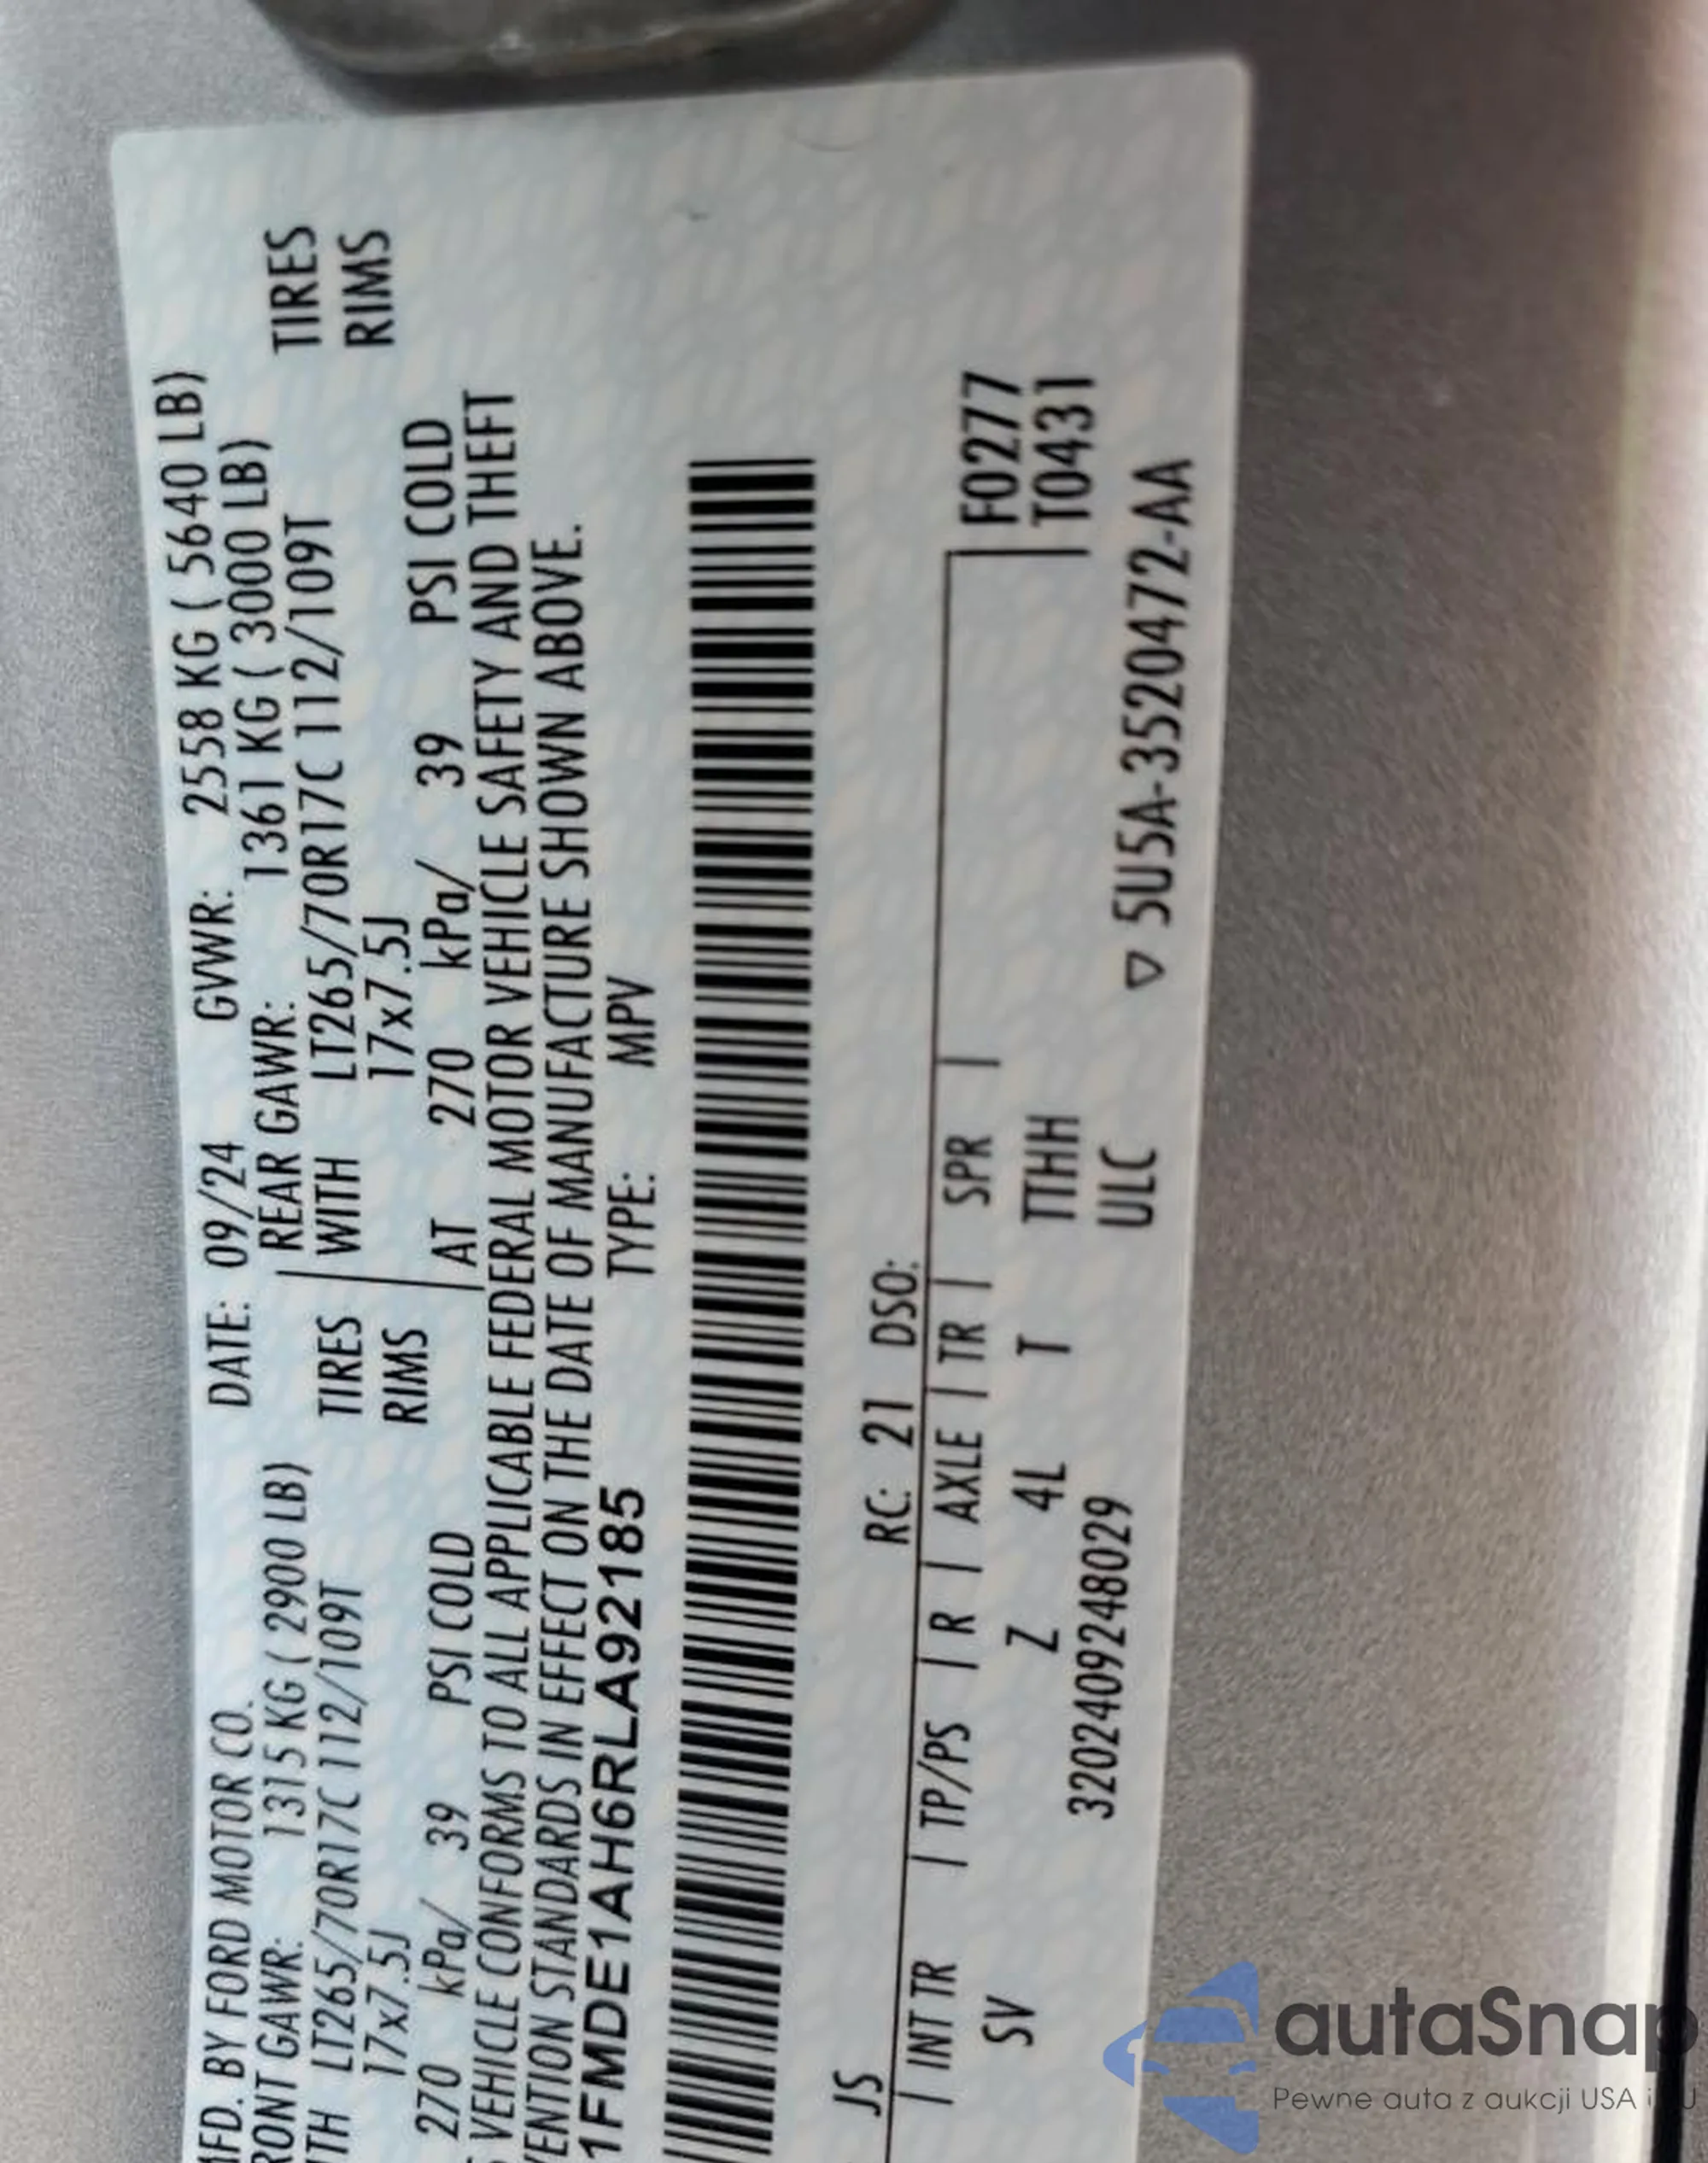 MFD. BY FORD MOTOR CO. DATE: 09/24 GVWR: 2558 KG ( 5640 LB)
RONT GAWR: 1315 KG ( 2900 LB) REAR GAWR: 1361 KG ( 3000 LB)
ITH LT265/70R17C 112/109T TIRES WITH LT265/70R17C 112/109T TIRES
17x7.5J RIMS 17x7.5J RIMS
270 kPa/ 39 PSI COLD AT 270 kPa/ 39 PSI COLD
S VEHICLE CONFORMS TO ALL APPLICABLE FEDERAL MOTOR VEHICLE SAFETY AND THEFT
VENTION STANDARDS IN EFFECT ON THE DATE OF MANUFACTURE SHOWN ABOVE.
1FMDE1AH6RLA92185 TYPE: MPV
JS RC: 21 DSO:
INT TR TP/PS R AXLE TR SPR F0277
SV Z 4L T TTHH T0431
3202409248029 ULC
▽ 5U5A-3520472-AA
autaSnap
Pewne auta z aukcji USA i